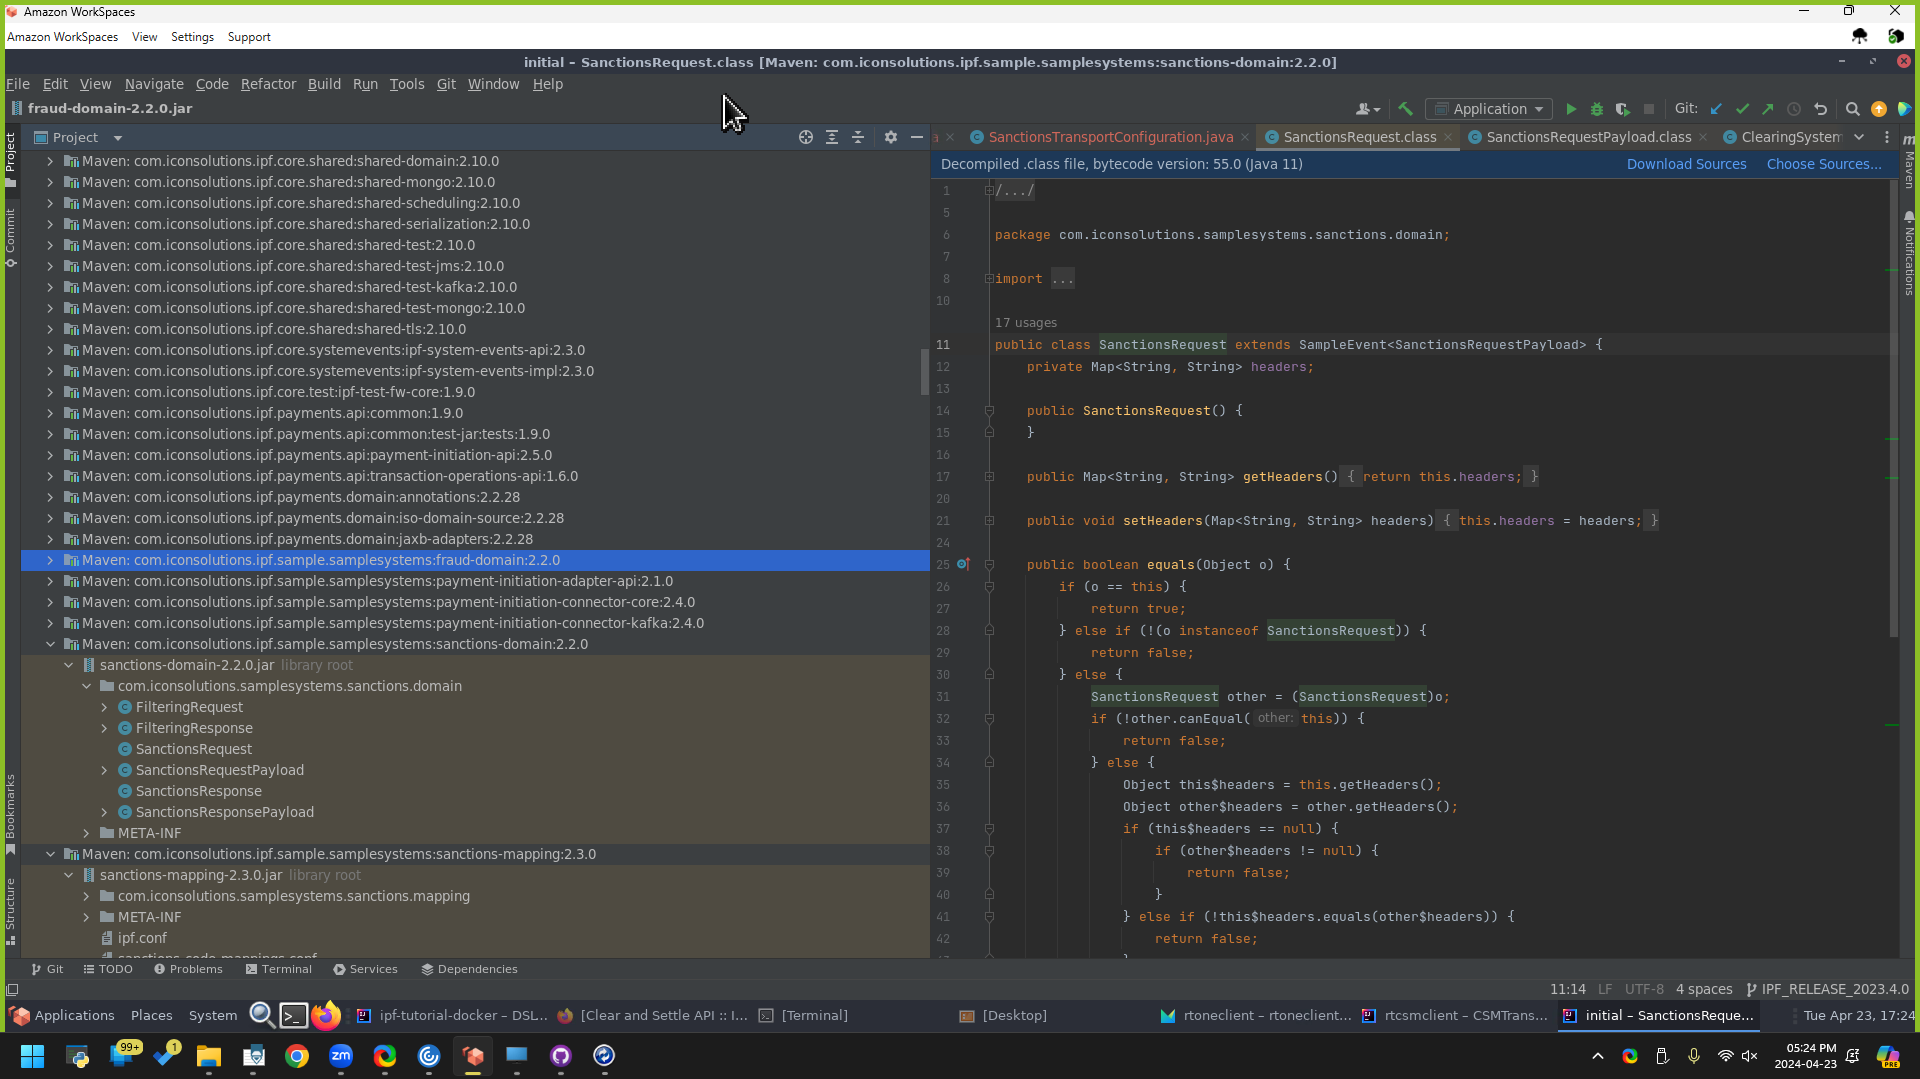 Amazon WorkSpaces
Amazon WorkSpaces View Settings Support
initial – SanctionsRequest.class [Maven: com.iconsolutions.ipf.sample.samplesystems:sanctions-domain:2.2.0]
File Edit View Navigate Code Refactor Build Run Tools Git Window Help
fraud-domain-2.2.0.jar
Application
Git:
Project
Commit
Bookmarks
Structure
Project
Maven: com.iconsolutions.ipf.core.shared:shared-domain:2.10.0
Maven: com.iconsolutions.ipf.core.shared:shared-mongo:2.10.0
Maven: com.iconsolutions.ipf.core.shared:shared-scheduling:2.10.0
Maven: com.iconsolutions.ipf.core.shared:shared-serialization:2.10.0
Maven: com.iconsolutions.ipf.core.shared:shared-test:2.10.0
Maven: com.iconsolutions.ipf.core.shared:shared-test-jms:2.10.0
Maven: com.iconsolutions.ipf.core.shared:shared-test-kafka:2.10.0
Maven: com.iconsolutions.ipf.core.shared:shared-test-mongo:2.10.0
Maven: com.iconsolutions.ipf.core.shared:shared-tls:2.10.0
Maven: com.iconsolutions.ipf.core.systemevents:ipf-system-events-api:2.3.0
Maven: com.iconsolutions.ipf.core.systemevents:ipf-system-events-impl:2.3.0
Maven: com.iconsolutions.ipf.core.test:ipf-test-fw-core:1.9.0
Maven: com.iconsolutions.ipf.payments.api:common:1.9.0
Maven: com.iconsolutions.ipf.payments.api:common:test-jar:tests:1.9.0
Maven: com.iconsolutions.ipf.payments.api:payment-initiation-api:2.5.0
Maven: com.iconsolutions.ipf.payments.api:transaction-operations-api:1.6.0
Maven: com.iconsolutions.ipf.payments.domain:annotations:2.2.28
Maven: com.iconsolutions.ipf.payments.domain:iso-domain-source:2.2.28
Maven: com.iconsolutions.ipf.payments.domain:jaxb-adapters:2.2.28
Maven: com.iconsolutions.ipf.sample.samplesystems:fraud-domain:2.2.0
Maven: com.iconsolutions.ipf.sample.samplesystems:payment-initiation-adapter-api:2.1.0
Maven: com.iconsolutions.ipf.sample.samplesystems:payment-initiation-connector-core:2.4.0
Maven: com.iconsolutions.ipf.sample.samplesystems:payment-initiation-connector-kafka:2.4.0
Maven: com.iconsolutions.ipf.sample.samplesystems:sanctions-domain:2.2.0
sanctions-domain-2.2.0.jar library root
com.iconsolutions.samplesystems.sanctions.domain
FilteringRequest
FilteringResponse
SanctionsRequest
SanctionsRequestPayload
SanctionsResponse
SanctionsResponsePayload
META-INF
Maven: com.iconsolutions.ipf.sample.samplesystems:sanctions-mapping:2.3.0
sanctions-mapping-2.3.0.jar library root
com.iconsolutions.samplesystems.sanctions.mapping
META-INF
ipf.conf
SanctionsTransportConfiguration.java SanctionsRequest.class SanctionsRequestPayload.class ClearingSystem
Decompiled .class file, bytecode version: 55.0 (Java 11) Download Sources Choose Sources...
1 /.../
5
6 package com.iconsolutions.samplesystems.sanctions.domain;
7
8 import ...
10
17 usages
11 public class SanctionsRequest extends SampleEvent<SanctionsRequestPayload> {
12 private Map<String, String> headers;
13
14 public SanctionsRequest() {
15 }
16
17 public Map<String, String> getHeaders() { return this.headers; }
20
21 public void setHeaders(Map<String, String> headers) { this.headers = headers; }
24
25 public boolean equals(Object o) {
26 if (o == this) {
27 return true;
28 } else if (!(o instanceof SanctionsRequest)) {
29 return false;
30 } else {
31 SanctionsRequest other = (SanctionsRequest)o;
32 if (!other.canEqual( other: this)) {
33 return false;
34 } else {
35 Object this$headers = this.getHeaders();
36 Object other$headers = other.getHeaders();
37 if (this$headers == null) {
38 if (other$headers != null) {
39 return false;
40 }
41 } else if (!this$headers.equals(other$headers)) {
42 return false;
Maven
Notifications
Git TODO Problems Terminal Services Dependencies
11:14 LF UTF-8 4 spaces IPF_RELEASE_2023.4.0
Applications Places System ipf-tutorial-docker – DSL... [Clear and Settle API :: I... [Terminal] [Desktop] rtoneclient – rtoneclient... rtcsmclient – CSMTrans... initial – SanctionsReque... Tue Apr 23, 17:24
99+ 1 zm
05:24 PM
2024-04-23
PRE